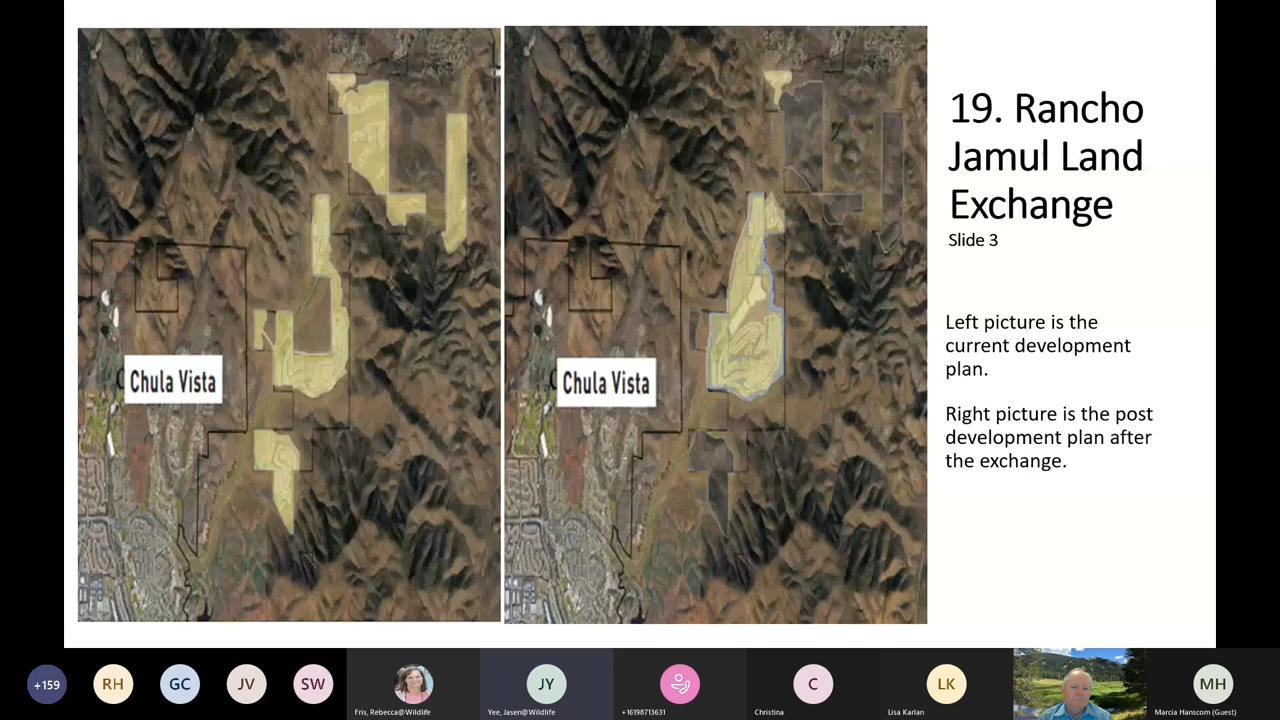 19. Rancho
Jamul Land
Exchange
Slide 3
Left picture is the
current development
plan.
Right picture is the post
development plan after
the exchange.
Chula Vista
Chula Vista
+159
RH
GC
JV
SW
JY
C
LK
MH
Fris, Rebecca@Wildlife
Yee, Jasen@Wildlife
+16198713631
Christina
Lisa Karlan
Marcia Hanscom (Guest)